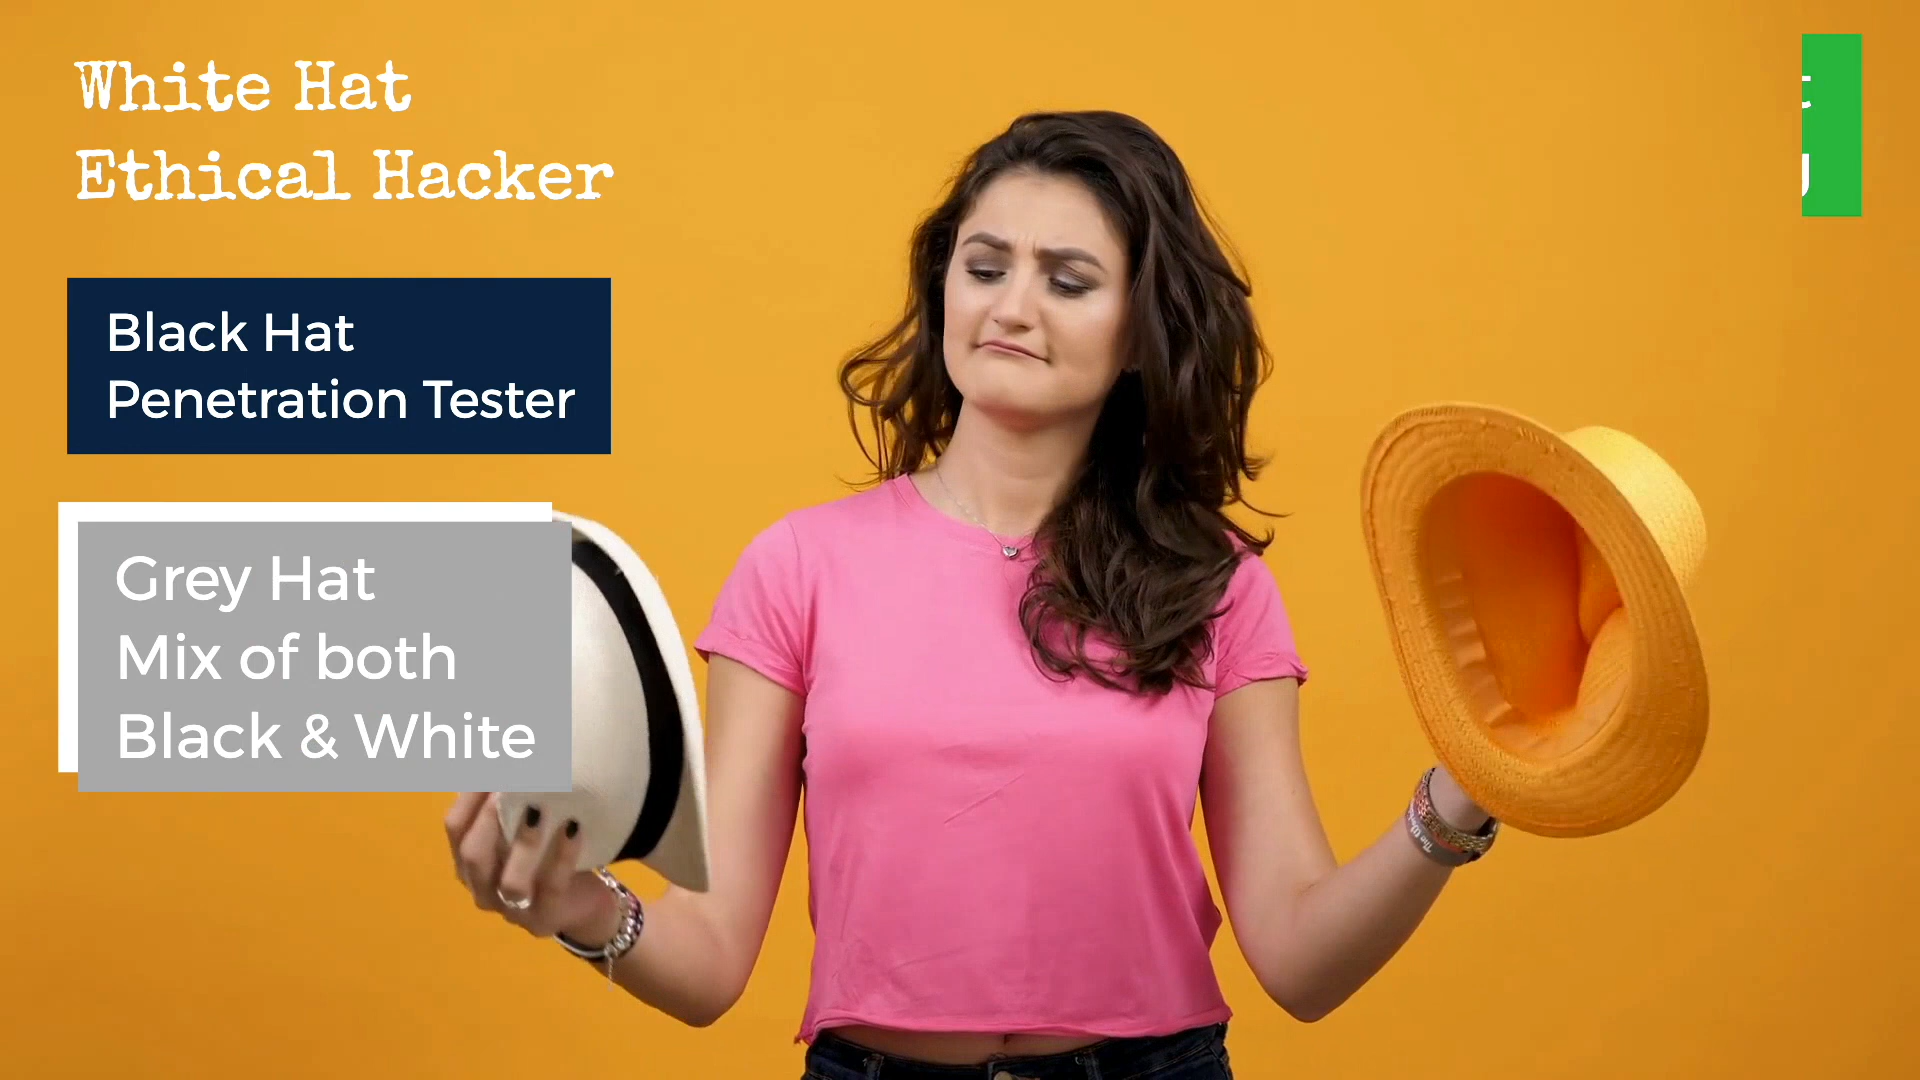 White Hat
Ethical Hacker
Black Hat
Penetration Tester
Grey Hat
Mix of both
Black & White